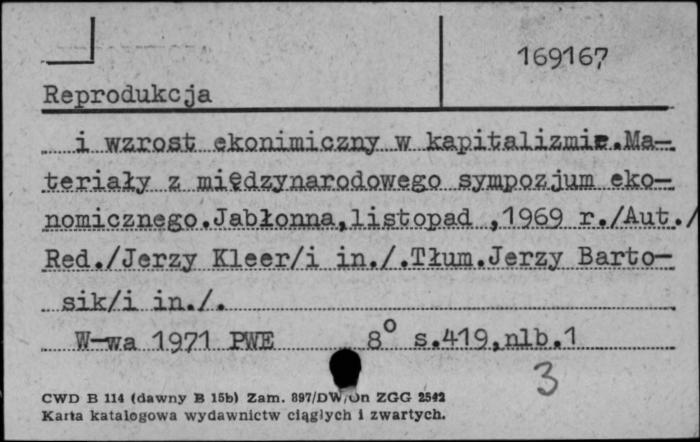 169167
Reprodukcja
i wzrost ekonimiczny w kapitalizmie.Ma-
teriały z międzynarodowego sympozjum eko-
nomicznego.Jabłonna,listopad ,1969 r./Aut./
Red./Jerzy Kleer/i in./.Tłum.Jerzy Barto-
sik/i in./.
W-wa 1971 PWE 8° s.419,nlb.1
3
CWD B 114 (dawny B 15b) Zam. 897/DW/On ZGG 2542
Karta katalogowa wydawnictw ciągłych i zwartych.